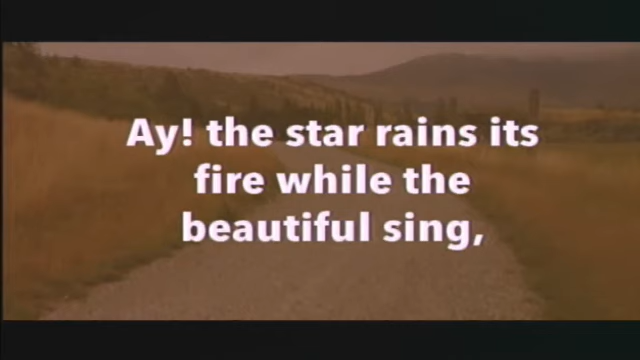 Ay! the star rains its
fire while the
beautiful sing,